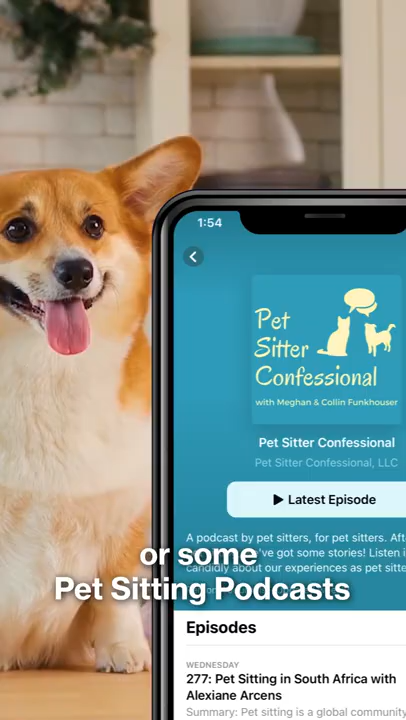 1:54
Pet
Sitter
Confessional
with Meghan & Collin Funkhouser
Pet Sitter Confessional
Pet Sitter Confessional, LLC
Latest Episode
A podcast by pet sitters, for pet sitters.
've got some stories! Listen
candidly about our experiences as pet
or some
Pet Sitting Podcasts
Episodes
WEDNESDAY
277: Pet Sitting in South Africa with
Alexiane Arcens
Summary: Pet sitting is a global community